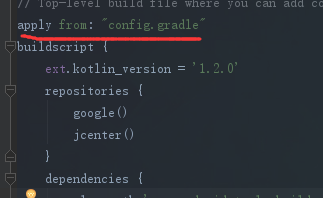 // Top-level build file where you can add co
apply from: "config.gradle"
buildscript {
ext.kotlin_version = '1.2.0'
repositories {
google()
jcenter()
}
dependencies {